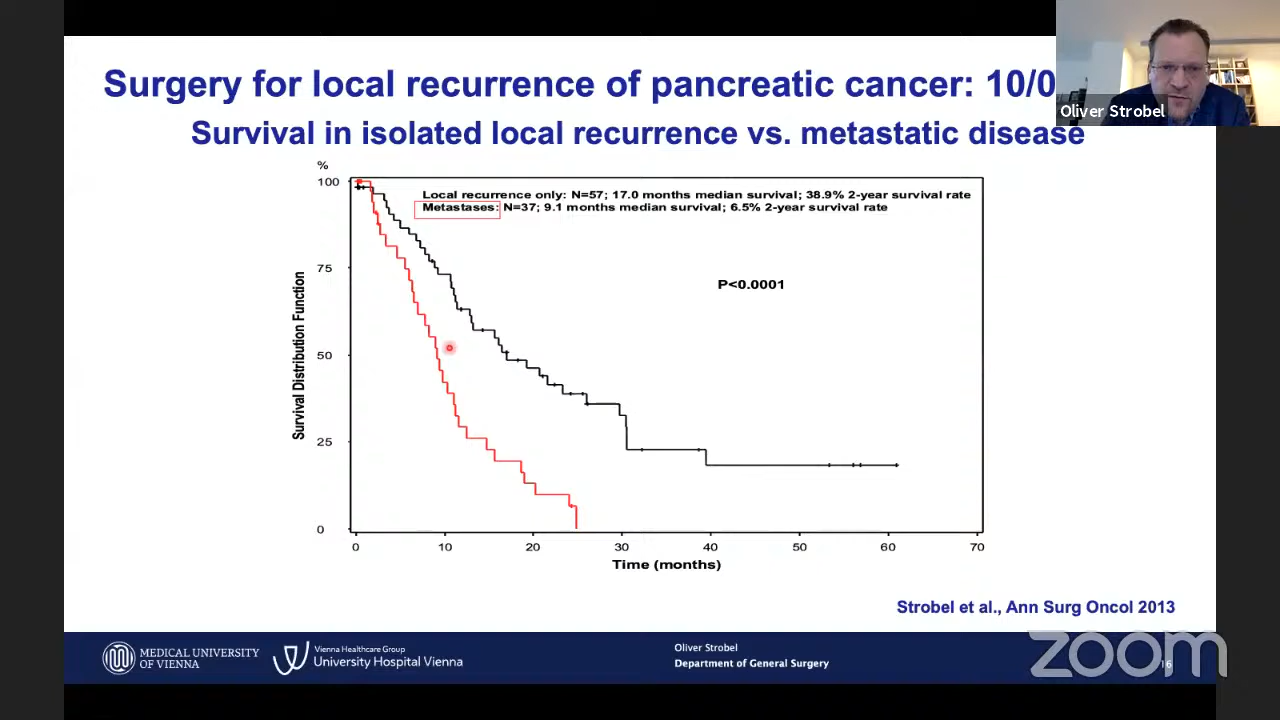 Surgery for local recurrence of pancreatic cancer: 10/0
Oliver Strobel
Survival in isolated local recurrence vs. metastatic disease
%
100
75
50
25
0
Survival Distribution Function
Local recurrence only: N=57; 17.0 months median survival; 38.9% 2-year survival rate
Metastases: N=37; 9.1 months median survival; 6.5% 2-year survival rate
P<0.0001
0 10 20 30 40 50 60 70
Time (months)
Strobel et al., Ann Surg Oncol 2013
MEDICAL UNIVERSITY
OF VIENNA
Vienna Healthcare Group
University Hospital Vienna
Oliver Strobel
Department of General Surgery
zoom
16